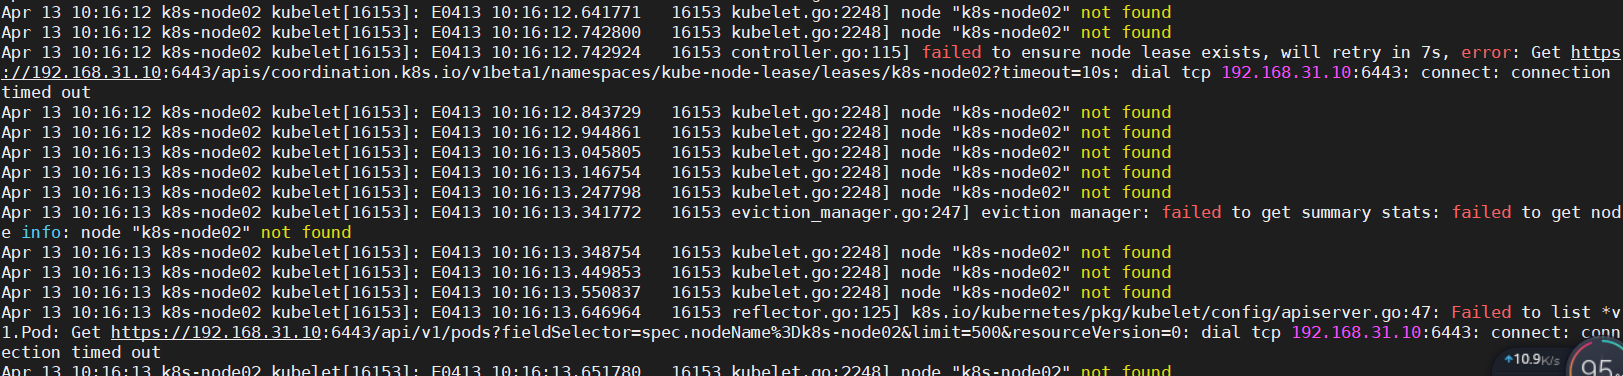 Apr 13 10:16:12 k8s-node02 kubelet[16153]: E0413 10:16:12.641771   16153 kubelet.go:2248] node "k8s-node02" not found
Apr 13 10:16:12 k8s-node02 kubelet[16153]: E0413 10:16:12.742800   16153 kubelet.go:2248] node "k8s-node02" not found
Apr 13 10:16:12 k8s-node02 kubelet[16153]: E0413 10:16:12.742924   16153 controller.go:115] failed to ensure node lease exists, will retry in 7s, error: Get https
://192.168.31.10:6443/apis/coordination.k8s.io/v1beta1/namespaces/kube-node-lease/leases/k8s-node02?timeout=10s: dial tcp 192.168.31.10:6443: connect: connection
timed out
Apr 13 10:16:12 k8s-node02 kubelet[16153]: E0413 10:16:12.843729   16153 kubelet.go:2248] node "k8s-node02" not found
Apr 13 10:16:12 k8s-node02 kubelet[16153]: E0413 10:16:12.944861   16153 kubelet.go:2248] node "k8s-node02" not found
Apr 13 10:16:13 k8s-node02 kubelet[16153]: E0413 10:16:13.045805   16153 kubelet.go:2248] node "k8s-node02" not found
Apr 13 10:16:13 k8s-node02 kubelet[16153]: E0413 10:16:13.146754   16153 kubelet.go:2248] node "k8s-node02" not found
Apr 13 10:16:13 k8s-node02 kubelet[16153]: E0413 10:16:13.247798   16153 kubelet.go:2248] node "k8s-node02" not found
Apr 13 10:16:13 k8s-node02 kubelet[16153]: E0413 10:16:13.341772   16153 eviction_manager.go:247] eviction manager: failed to get summary stats: failed to get nod
e info: node "k8s-node02" not found
Apr 13 10:16:13 k8s-node02 kubelet[16153]: E0413 10:16:13.348754   16153 kubelet.go:2248] node "k8s-node02" not found
Apr 13 10:16:13 k8s-node02 kubelet[16153]: E0413 10:16:13.449853   16153 kubelet.go:2248] node "k8s-node02" not found
Apr 13 10:16:13 k8s-node02 kubelet[16153]: E0413 10:16:13.550837   16153 kubelet.go:2248] node "k8s-node02" not found
Apr 13 10:16:13 k8s-node02 kubelet[16153]: E0413 10:16:13.646964   16153 reflector.go:125] k8s.io/kubernetes/pkg/kubelet/config/apiserver.go:47: Failed to list *v
1.Pod: Get https://192.168.31.10:6443/api/v1/pods?fieldSelector=spec.nodeName%3Dk8s-node02&limit=500&resourceVersion=0: dial tcp 192.168.31.10:6443: connect: conn
ection timed out
Apr 13 10:16:13 k8s-node02 kubelet[16153]: E0413 10:16:13.651780   16153 kubelet.go:2248] node "k8s-node02" not found
10.9K/s
95